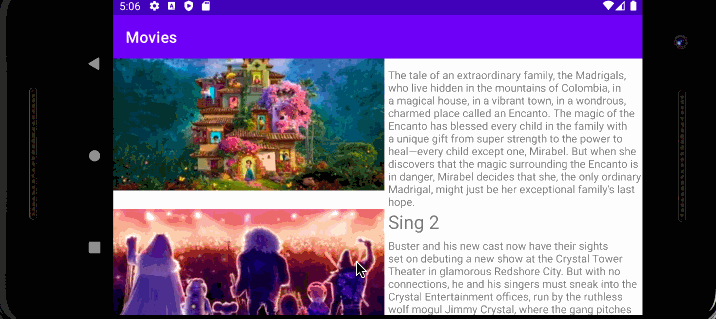 5:06
Movies
The tale of an extraordinary family, the Madrigals,
who live hidden in the mountains of Colombia, in
a magical house, in a vibrant town, in a wondrous,
charmed place called an Encanto. The magic of the
Encanto has blessed every child in the family with
a unique gift from super strength to the power to
heal—every child except one, Mirabel. But when she
discovers that the magic surrounding the Encanto is
in danger, Mirabel decides that she, the only ordinary
Madrigal, might just be her exceptional family's last
hope.
Sing 2
Buster and his new cast now have their sights
set on debuting a new show at the Crystal Tower
Theater in glamorous Redshore City. But with no
connections, he and his singers must sneak into the
Crystal Entertainment offices, run by the ruthless
wolf mogul Jimmy Crystal, where the gang pitches